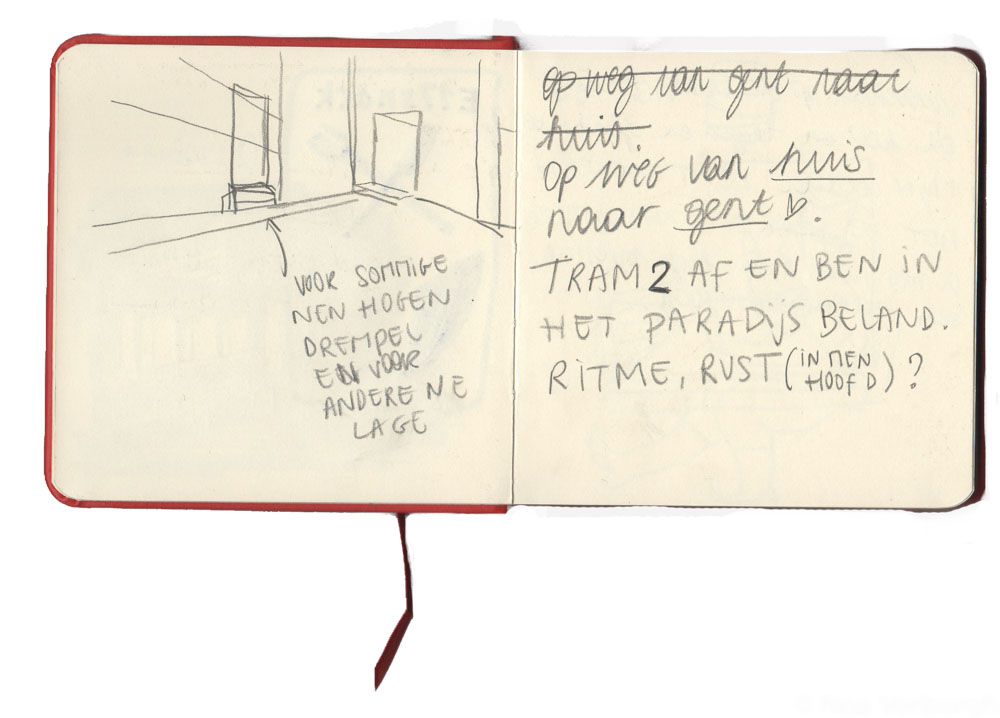 VOOR SOMMIGE
NEN HOGEN
DREMPEL
EN VOOR
ANDERE NE
LAGE
op weg van gent naar
huis.
op weg van huis
naar gent ♡.
TRAM 2 AF EN BEN IN
HET PARADIJS BELAND.
RITME, RUST (IN MEN
HOOFD) ?